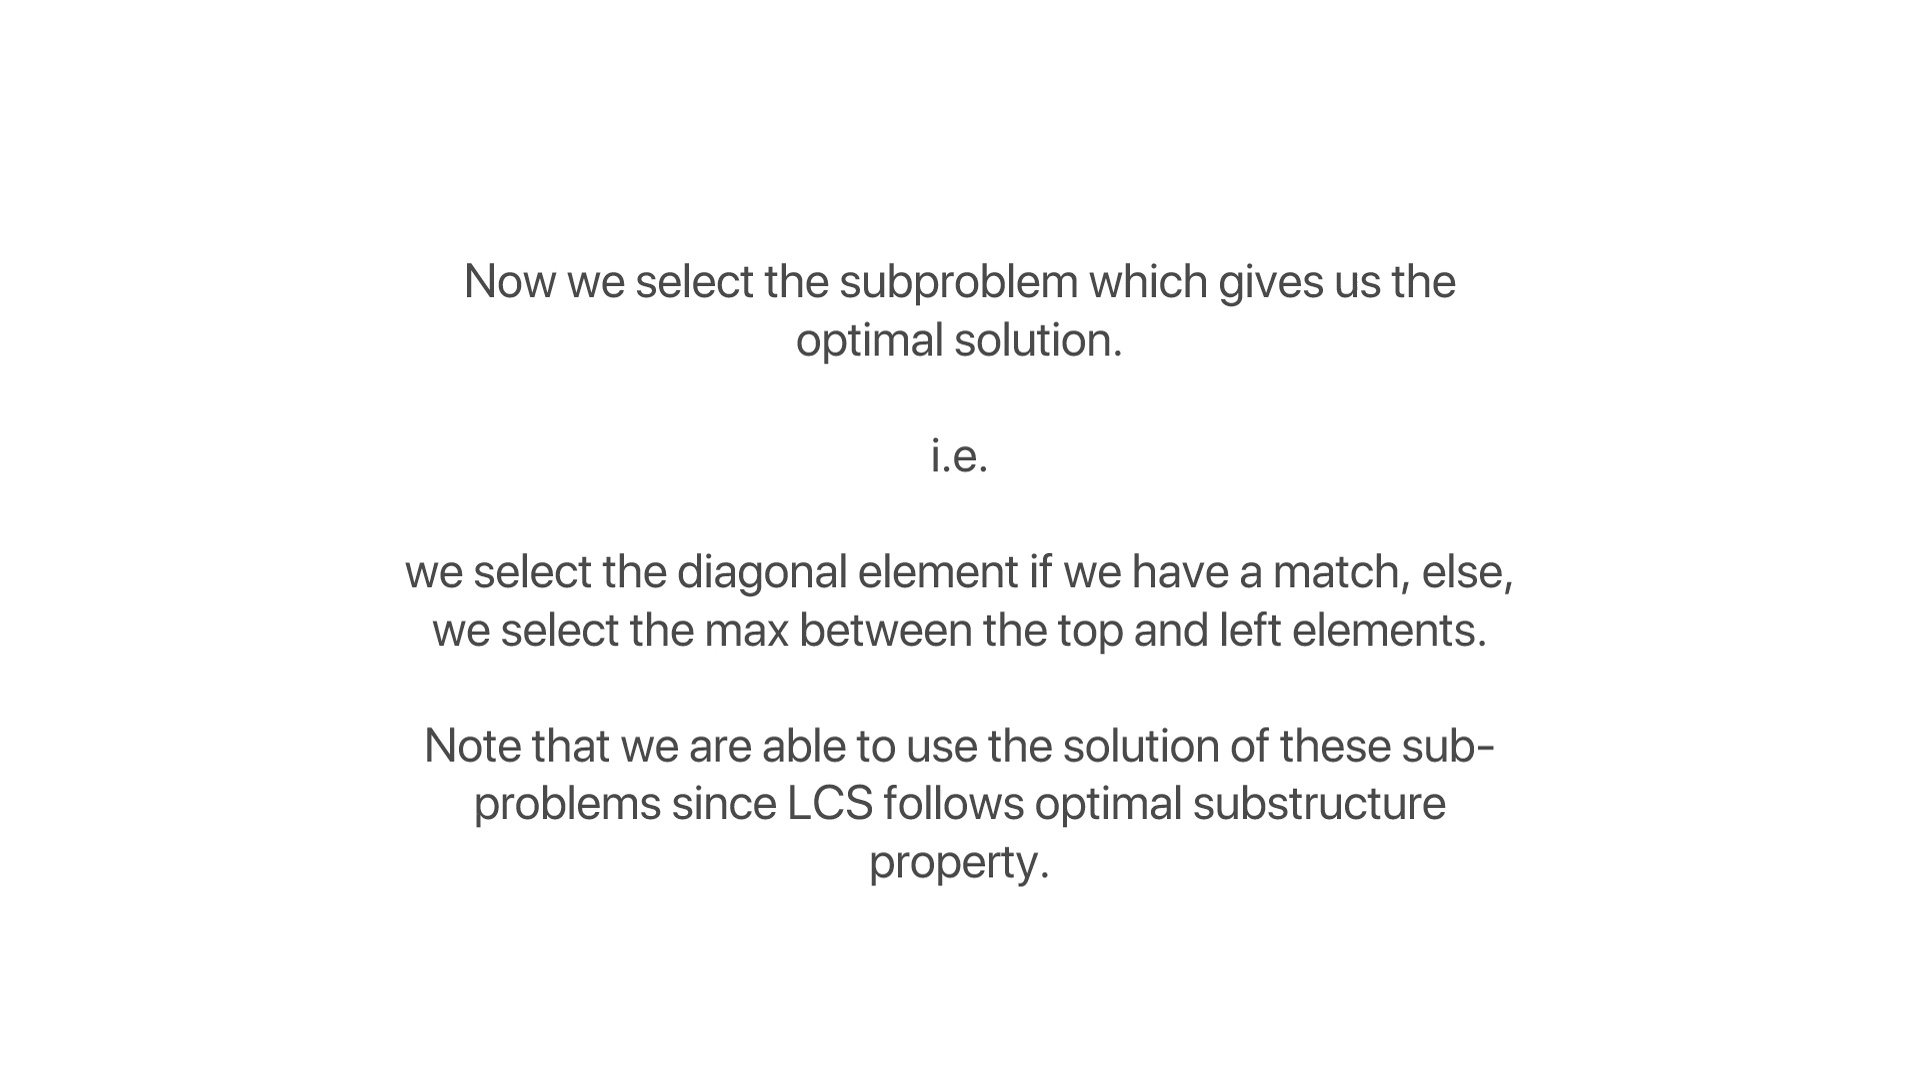 Now we select the subproblem which gives us the
optimal solution.
i.e.
we select the diagonal element if we have a match, else,
we select the max between the top and left elements.
Note that we are able to use the solution of these sub-
problems since LCS follows optimal substructure
property.